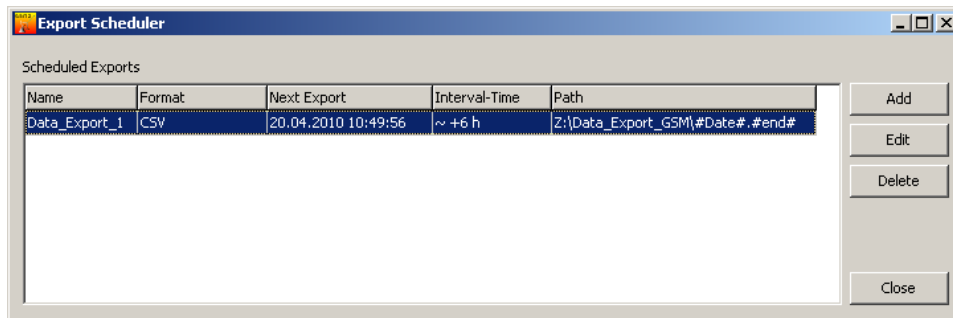 Export Scheduler
Scheduled Exports
Name Format Next Export Interval-Time Path
Data_Export_1 CSV 20.04.2010 10:49:56 ~ +6 h Z:\Data_Export_GSM\#Date#.#end#
Add
Edit
Delete
Close